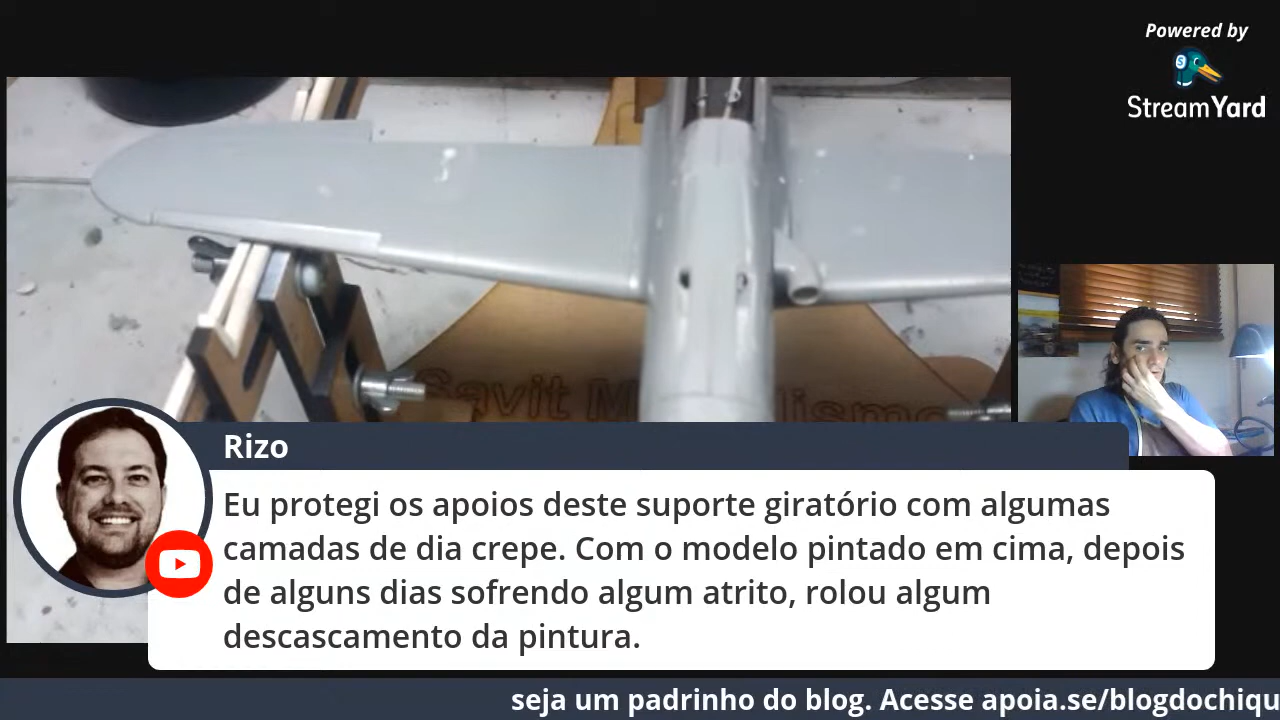 Powered by
StreamYard
Savit M
lismo
Rizo
Eu protegi os apoios deste suporte giratório com algumas
camadas de dia crepe. Com o modelo pintado em cima, depois
de alguns dias sofrendo algum atrito, rolou algum
descascamento da pintura.
seja um padrinho do blog. Acesse apoia.se/blogdochiqu